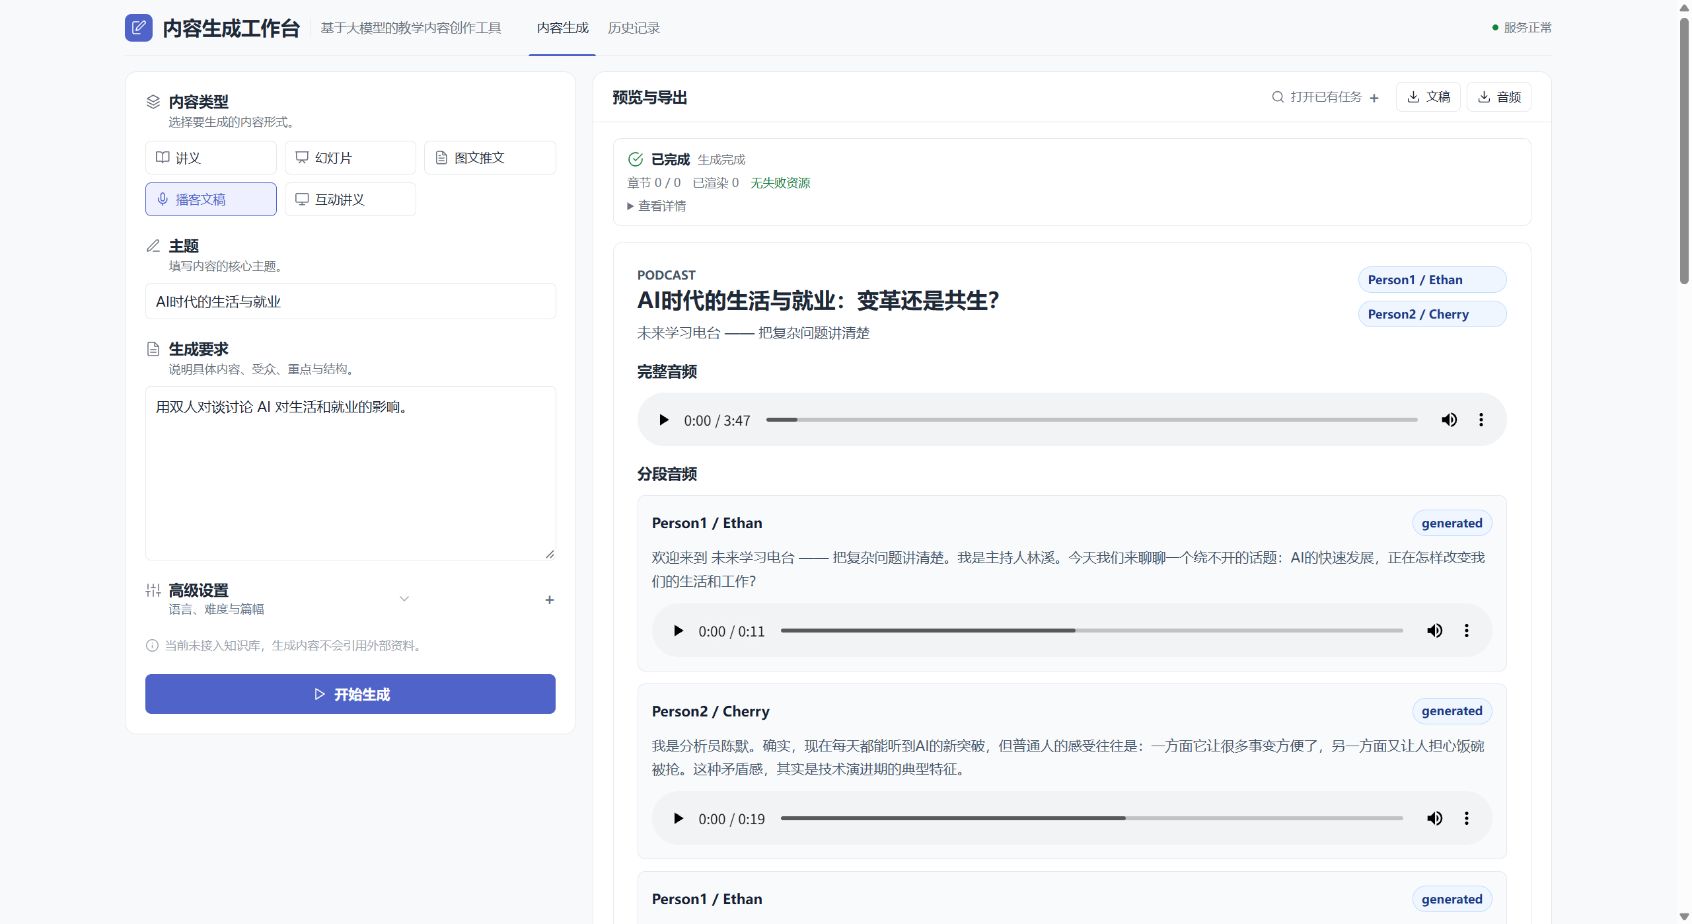 内容生成工作台
基于大模型的教学内容创作工具
内容生成
历史记录
服务正常
内容类型
选择要生成的内容形式。
讲义
幻灯片
图文推文
播客文稿
互动讲义
主题
填写内容的核心主题。
AI时代的生活与就业
生成要求
说明具体内容、受众、重点与结构。
用双人对谈讨论 AI 对生活和就业的影响。
高级设置
语言、难度与篇幅
+
当前未接入知识库，生成内容不会引用外部资料。
开始生成
预览与导出
打开已有任务 +
文稿
音频
已完成 生成完成
章节 0 / 0 已渲染 0 无失败资源
查看详情
PODCAST
AI时代的生活与就业：变革还是共生？
未来学习电台 —— 把复杂问题讲清楚
Person1 / Ethan
Person2 / Cherry
完整音频
0:00 / 3:47
分段音频
Person1 / Ethan
generated
欢迎来到 未来学习电台 —— 把复杂问题讲清楚。我是主持人林溪。今天我们来聊聊一个绕不开的话题：AI的快速发展，正在怎样改变我
们的生活和工作？
0:00 / 0:11
Person2 / Cherry
generated
我是分析员陈默。确实，现在每天都能听到AI的新突破，但普通人的感受往往是：一方面它让很多事变方便了，另一方面又让人担心饭碗
被抢。这种矛盾感，其实是技术演进期的典型特征。
0:00 / 0:19
Person1 / Ethan
generated